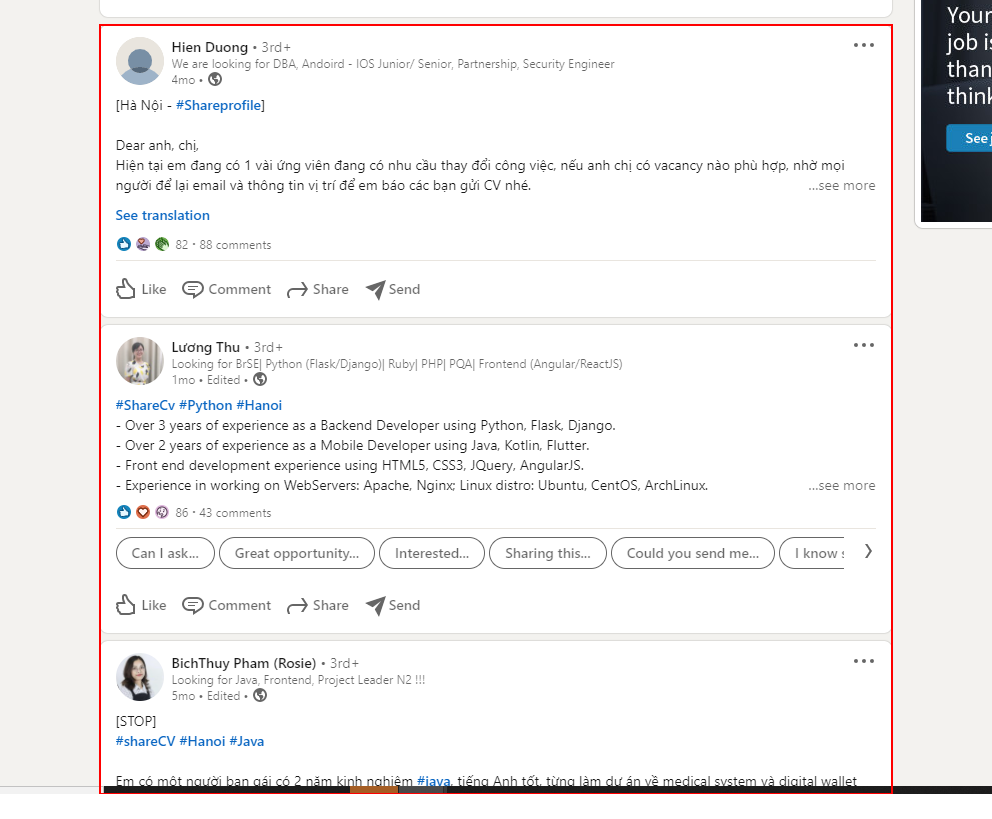 Hien Duong • 3rd+
We are looking for DBA, Andoird - IOS Junior/ Senior, Partnership, Security Engineer
4mo •
[Hà Nội - #Shareprofile]
Dear anh, chị,
Hiện tại em đang có 1 vài ứng viên đang có nhu cầu thay đổi công việc, nếu anh chị có vacancy nào phù hợp, nhờ mọi
người để lại email và thông tin vị trí để em báo các bạn gửi CV nhé. ...see more
See translation
82 · 88 comments
Like Comment Share Send
Lương Thu • 3rd+
Looking for BrSE| Python (Flask/Django)| Ruby| PHP| PQA| Frontend (Angular/ReactJS)
1mo • Edited •
#ShareCv #Python #Hanoi
- Over 3 years of experience as a Backend Developer using Python, Flask, Django.
- Over 2 years of experience as a Mobile Developer using Java, Kotlin, Flutter.
- Front end development experience using HTML5, CSS3, JQuery, AngularJS.
- Experience in working on WebServers: Apache, Nginx; Linux distro: Ubuntu, CentOS, ArchLinux. ...see more
86 · 43 comments
Can I ask... Great opportunity... Interested... Sharing this... Could you send me... I know
Like Comment Share Send
BichThuy Pham (Rosie) • 3rd+
Looking for Java, Frontend, Project Leader N2 !!!
5mo • Edited •
[STOP]
#shareCV #Hanoi #Java
Em có một người bạn gái có 2 năm kinh nghiệm #java, tiếng Anh tốt, từng làm dự án về medical system và digital wallet
Your
job is
than
think
See j